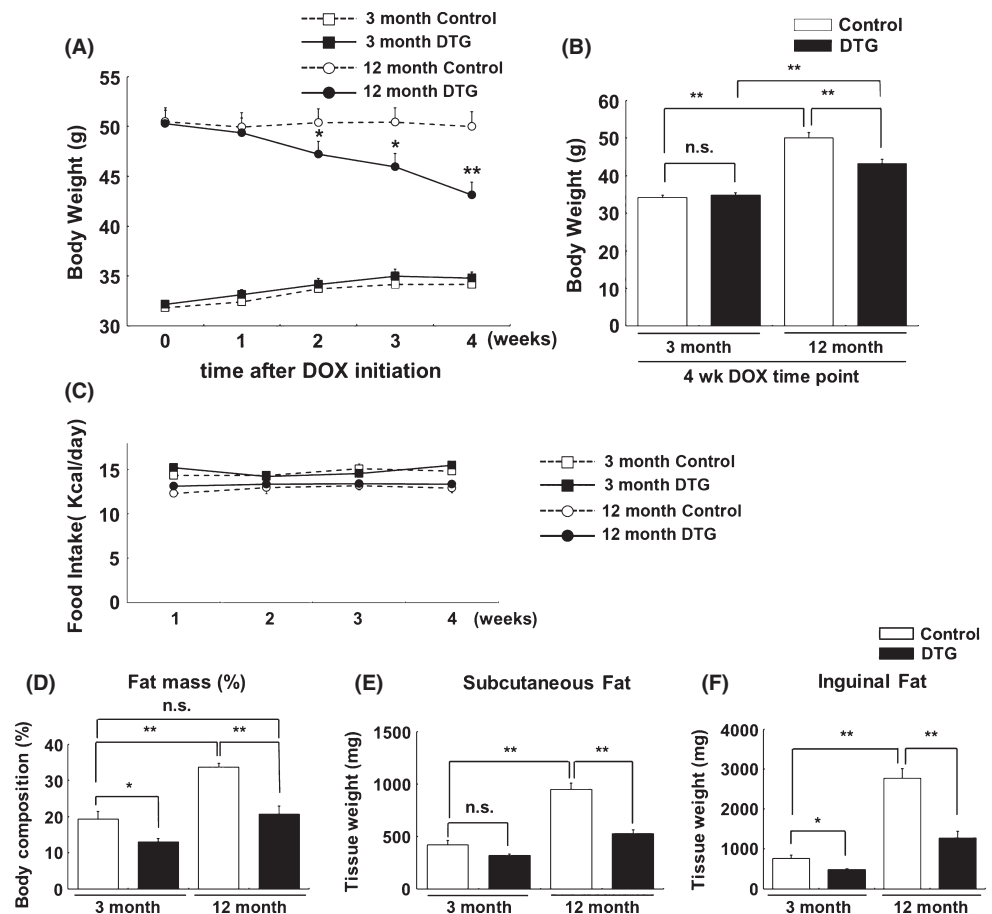 (A)
3 month Control
3 month DTG
12 month Control
12 month DTG
Body Weight (g)
55
50
45
40
35
30
*
*
**
0 1 2 3 4 (weeks)
time after DOX initiation
(B)
Control
DTG
Body Weight (g)
60
50
40
30
20
10
0
**
**
**
n.s.
3 month 12 month
4 wk DOX time point
(C)
Food Intake( Kcal/day)
15
10
5
0
1 2 3 4 (weeks)
3 month Control
3 month DTG
12 month Control
12 month DTG
Control
DTG
(D)
Fat mass (%)
Body composition (%)
40
30
20
10
0
n.s.
**
**
*
3 month 12 month
(E)
Subcutaneous Fat
Tissue weight (mg)
1500
1000
500
0
**
**
n.s.
3 month 12 month
(F)
Inguinal Fat
Tissue weight (mg)
4000
3000
2000
1000
0
**
**
*
3 month 12 month